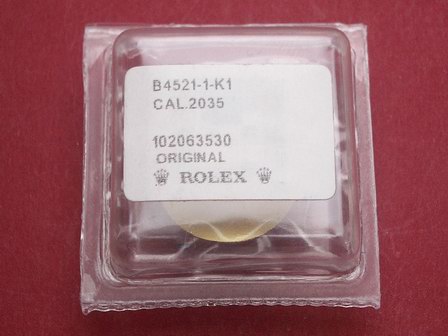 B4521-1-K1
CAL.2035
102063530
ORIGINAL
ROLEX